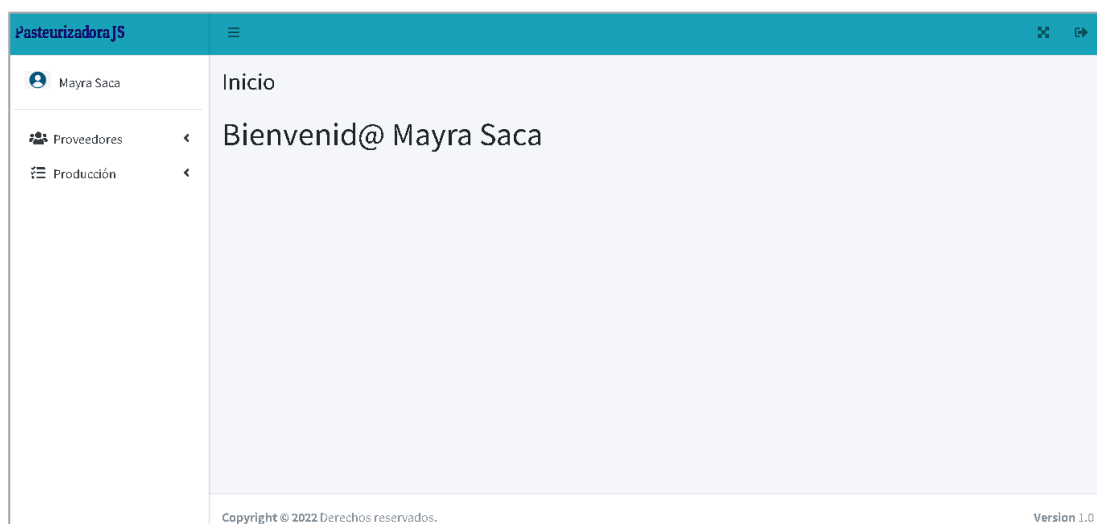 PasteurizadoraJS
Mayra Saca
Proveedores
Producción
Inicio
Bienvenid@ Mayra Saca
Copyright © 2022 Derechos reservados.
Version 1.0